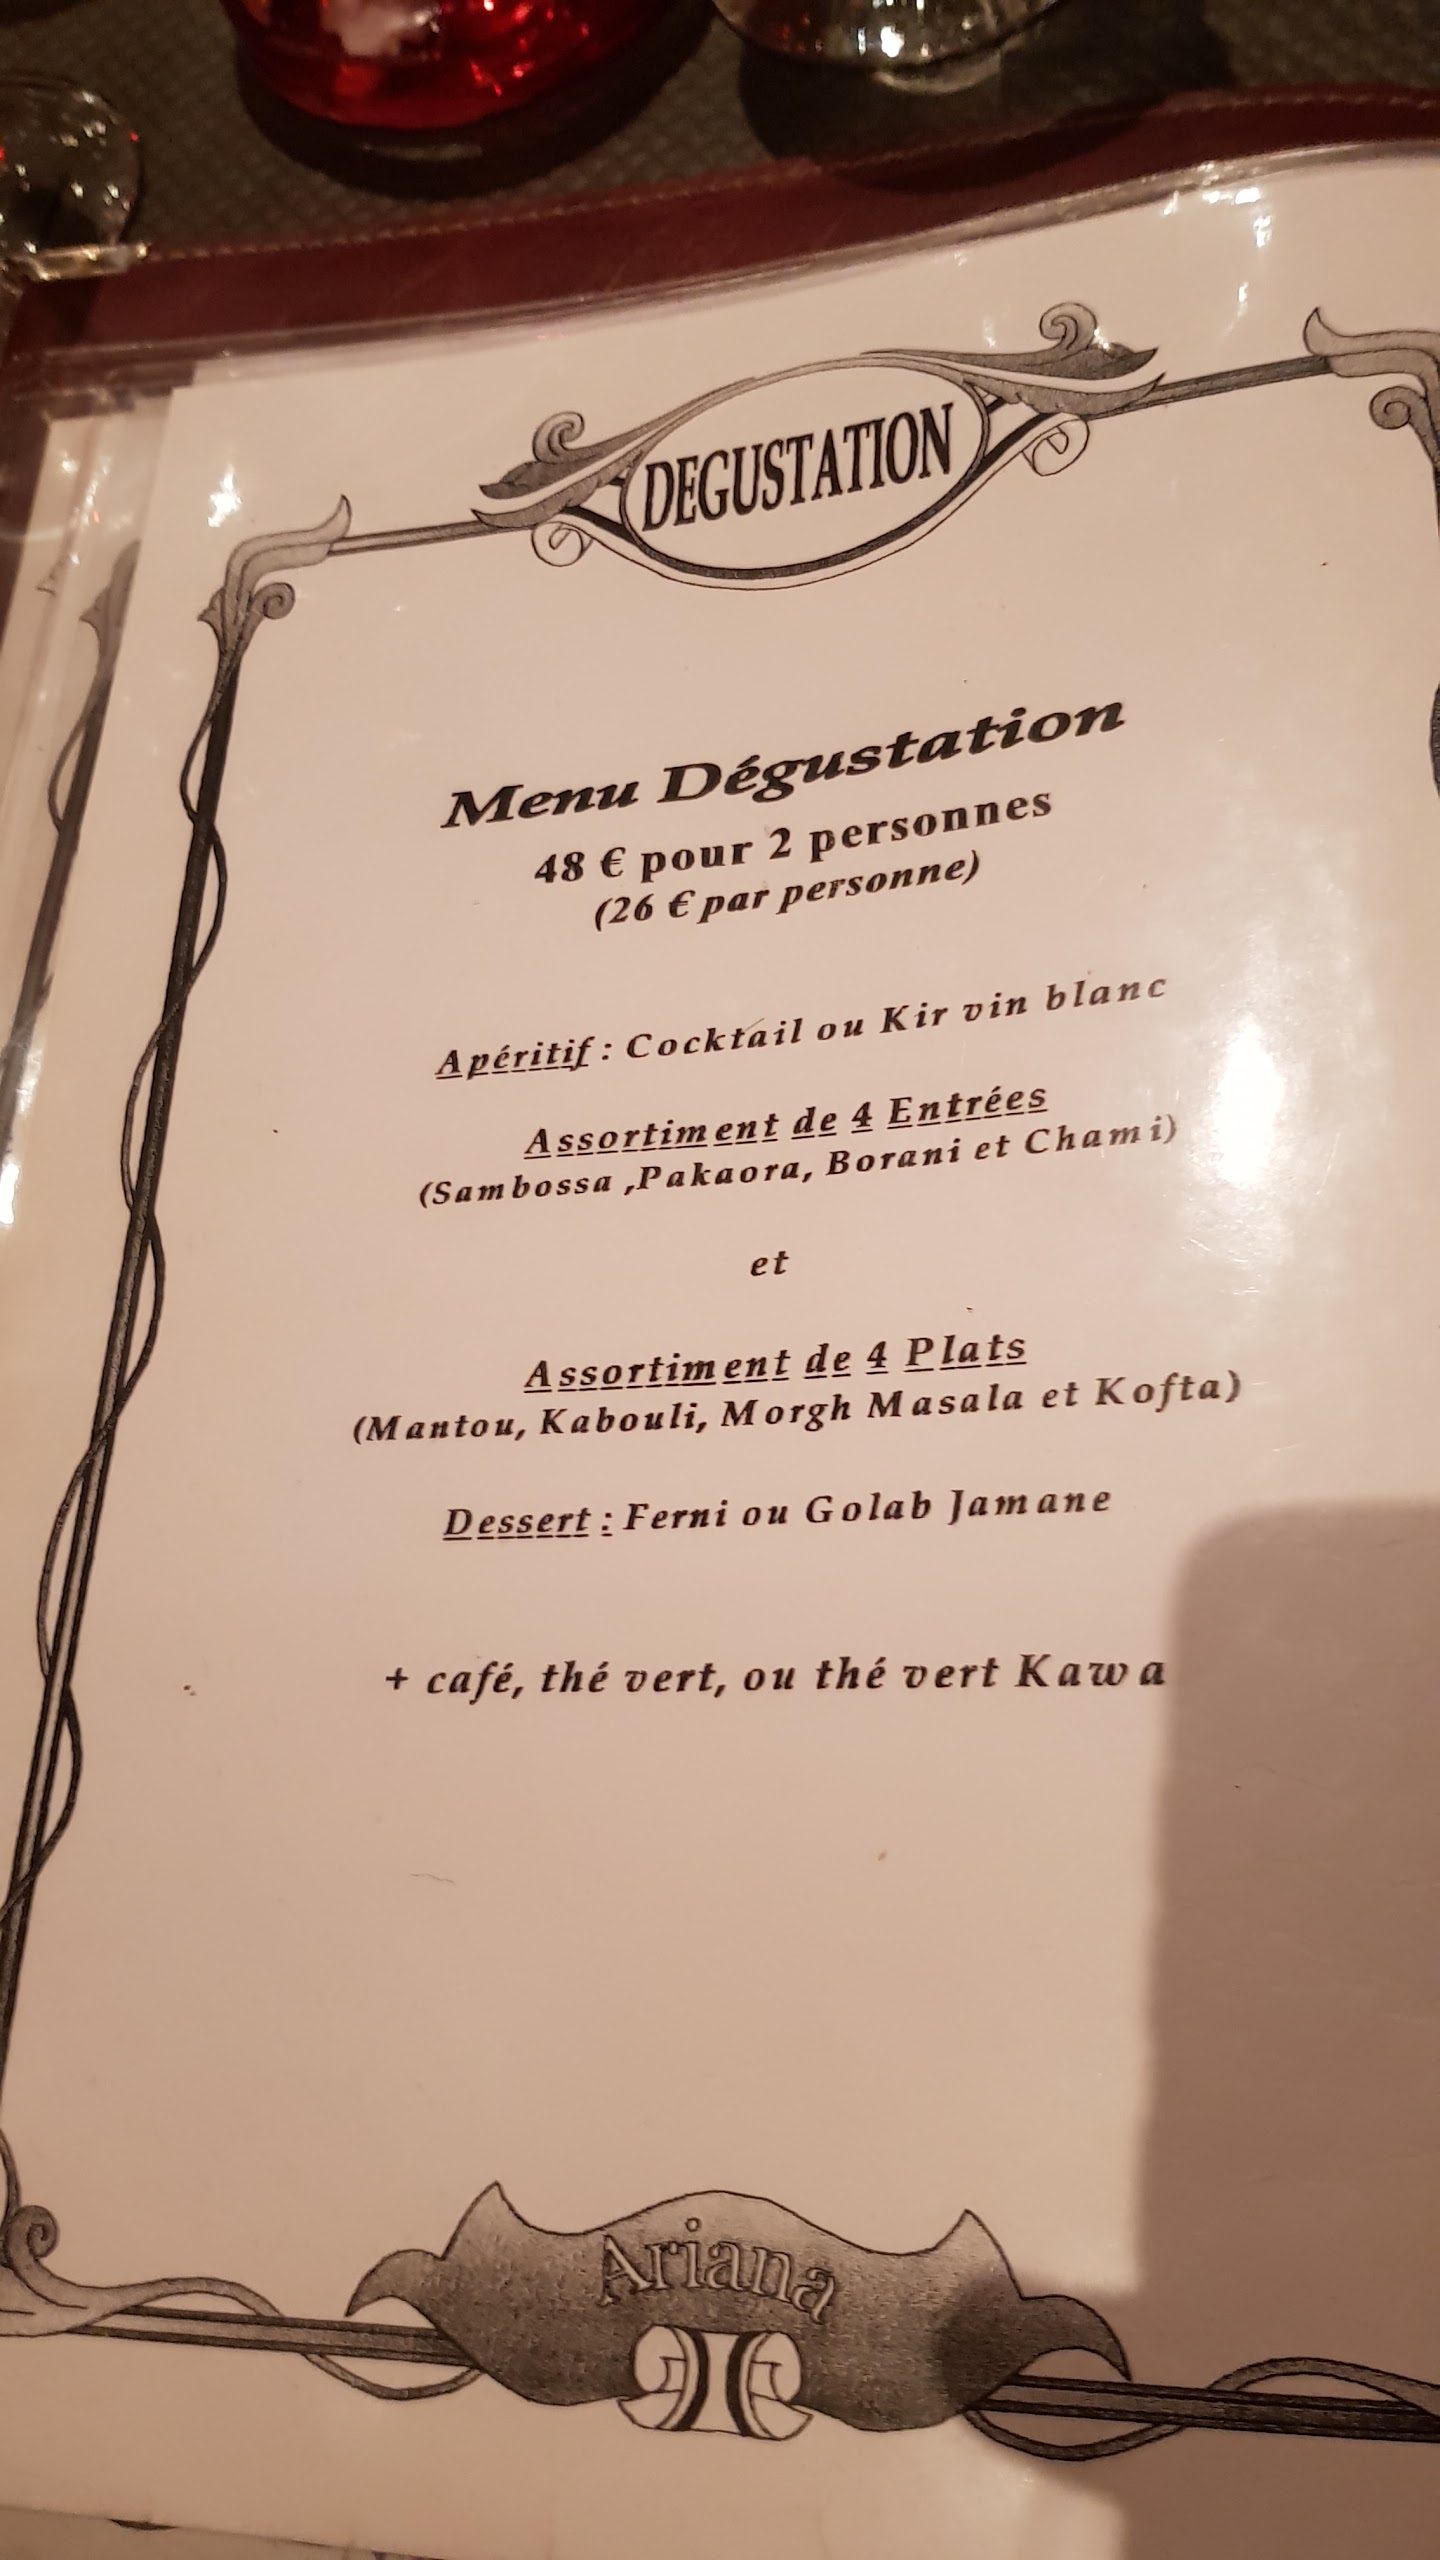 DEGUSTATION
Menu Dégustation
48 € pour 2 personnes
(26 € par personne)
Apéritif : Cocktail ou Kir vin blanc
Assortiment de 4 Entrées
(Sambossa ,Pakaora, Borani et Chami)
et
Assortiment de 4 Plats
(Mantou, Kabouli, Morgh Masala et Kofta)
Dessert : Ferni ou Golab Jamane
+ café, thé vert, ou thé vert Kawa
Ariana